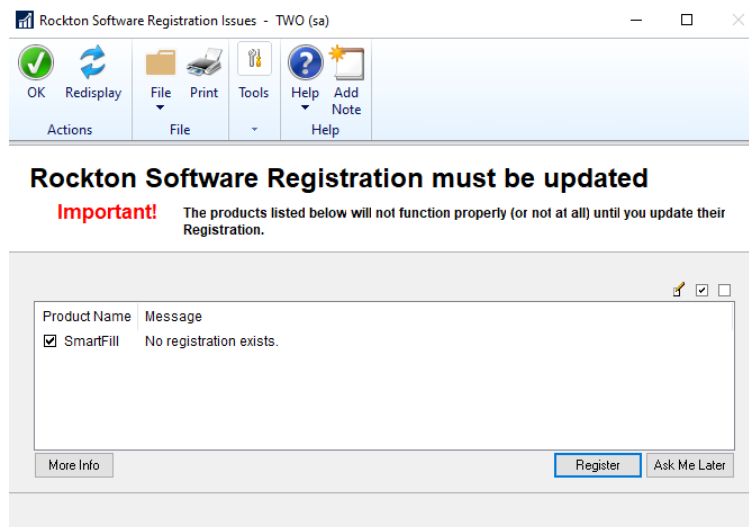 Rockton Software Registration Issues - TWO (sa)
OK Redisplay File Print Tools Help Add Note
Actions File Help
Rockton Software Registration must be updated
Important! The products listed below will not function properly (or not at all) until you update their
Registration.
Product Name Message
SmartFill No registration exists.
More Info Register Ask Me Later